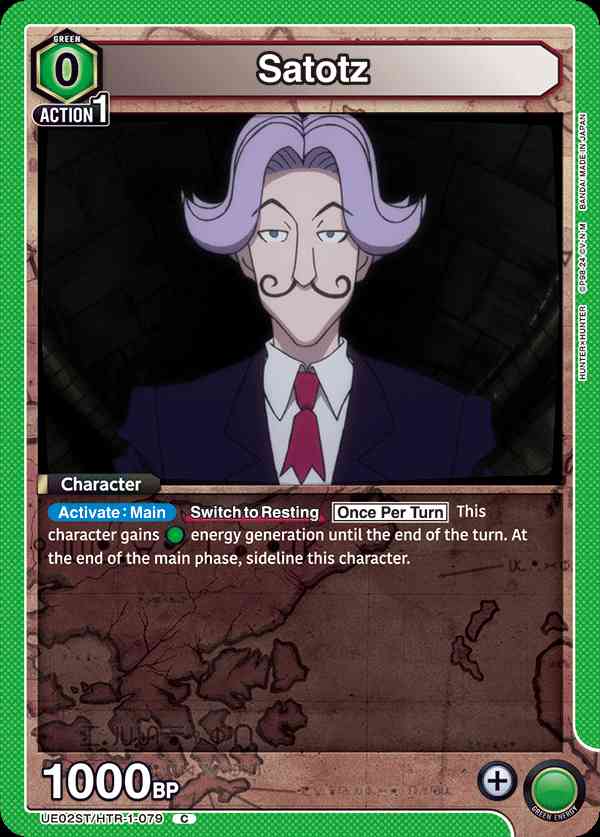 GREEN
0
Satotz
ACTION 1
HUNTER×HUNTER ©P98-24 ©V･N･M BANDAI MADE IN JAPAN
Character
Activate: Main Switch to Resting Once Per Turn This
character gains energy generation until the end of the turn. At
the end of the main phase, sideline this character.
1000 BP
+
GREEN ENERGY
UE02ST/HTR-1-079 C